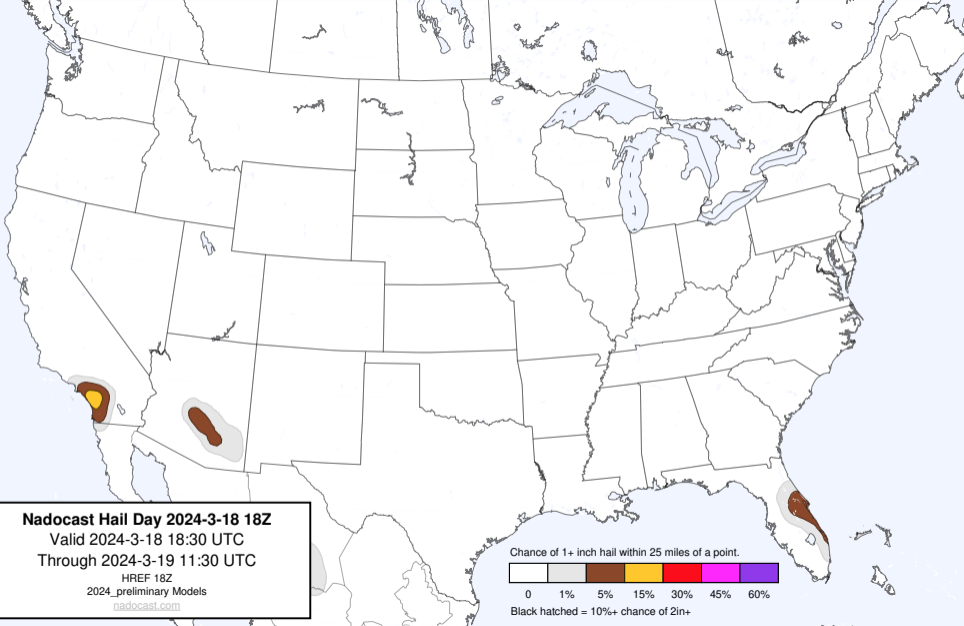 Nadocast Hail Day 2024-3-18 18Z
Valid 2024-3-18 18:30 UTC
Through 2024-3-19 11:30 UTC
HREF 18Z
2024_preliminary Models
nadocast.com
Chance of 1+ inch hail within 25 miles of a point.
0 1% 5% 15% 30% 45% 60%
Black hatched = 10%+ chance of 2in+